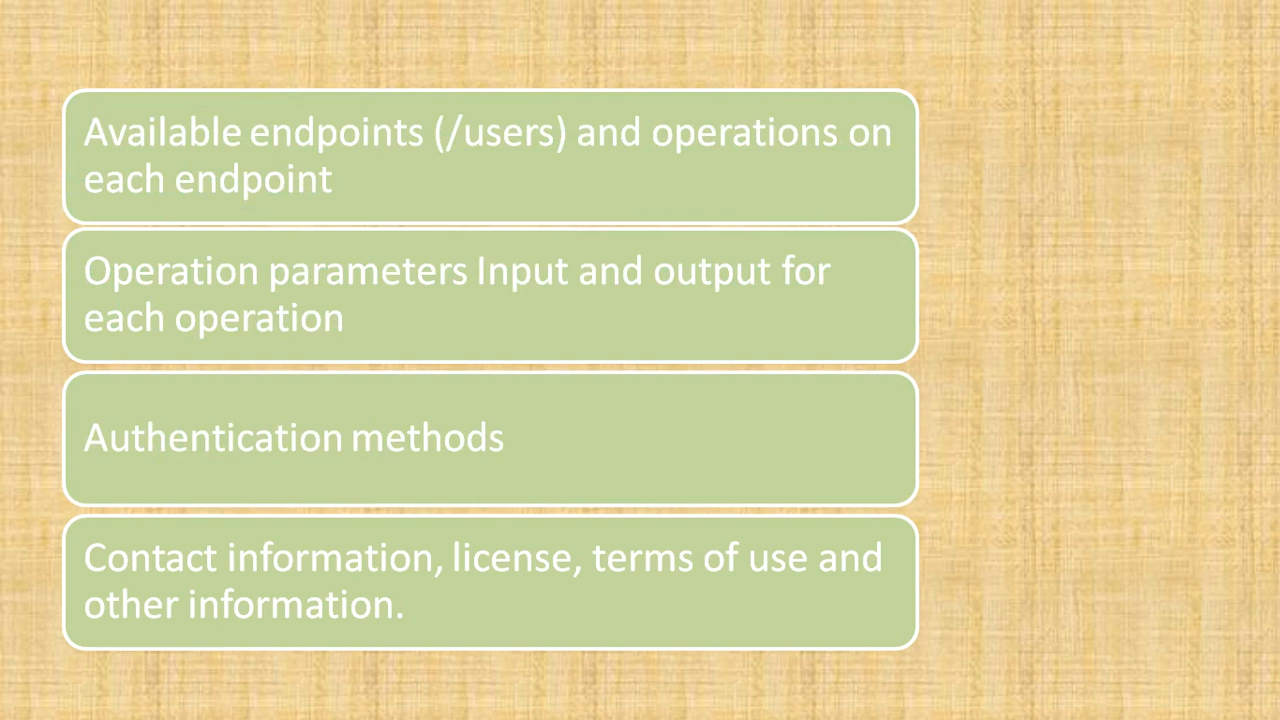 Available endpoints (/users) and operations on
each endpoint
Operation parameters Input and output for
each operation
Authentication methods
Contact information, license, terms of use and
other information.